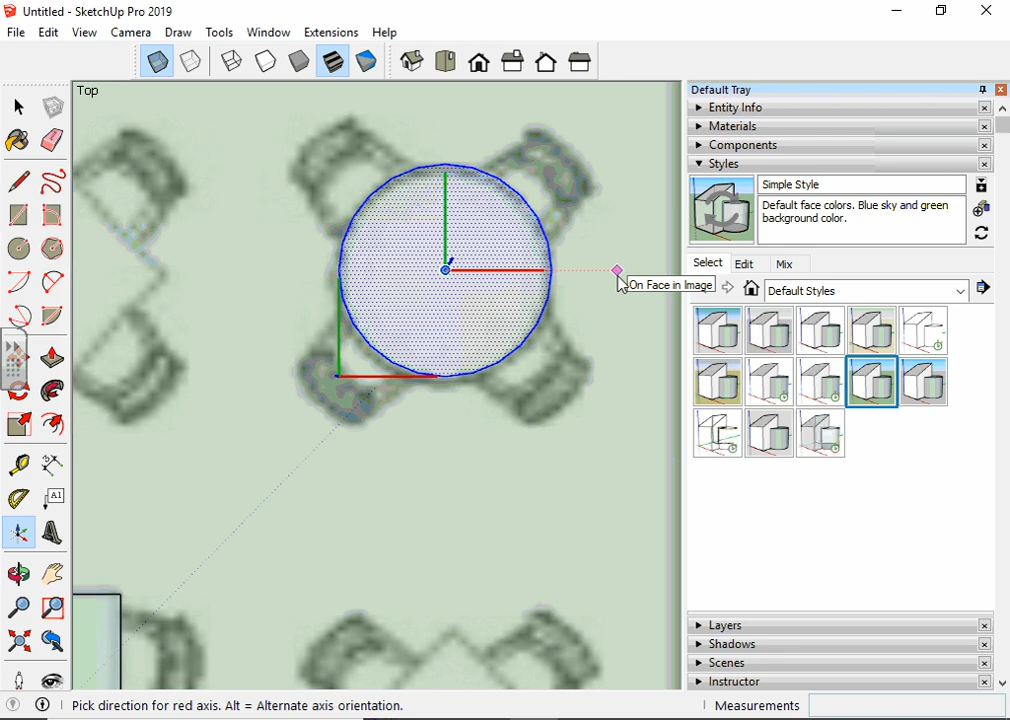 Untitled - SketchUp Pro 2019
File Edit View Camera Draw Tools Window Extensions Help
Top
Default Tray
Entity Info
Materials
Components
Styles
Simple Style
Default face colors. Blue sky and green
background color.
Select Edit Mix
On Face in Image
Default Styles
A1
Layers
Shadows
Scenes
Instructor
Pick direction for red axis. Alt = Alternate axis orientation.
Measurements